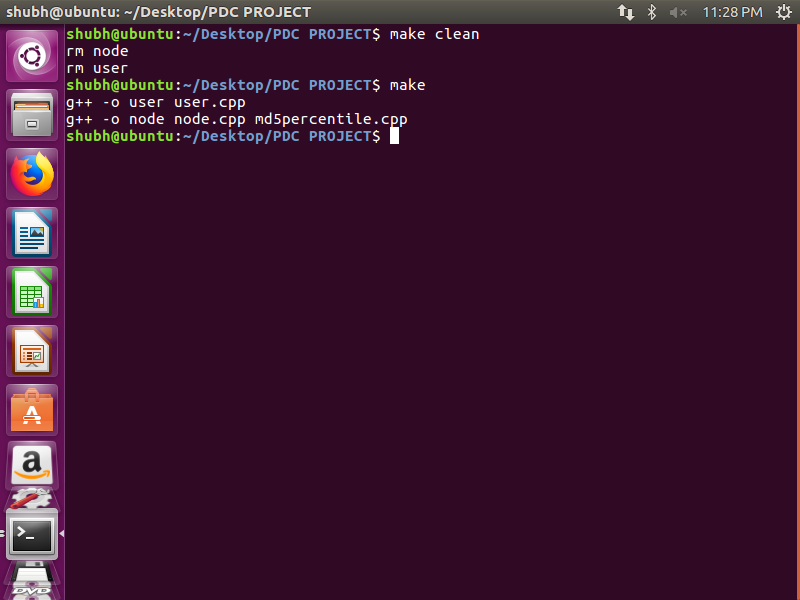 shubh@ubuntu: ~/Desktop/PDC PROJECT
11:28 PM
shubh@ubuntu:~/Desktop/PDC PROJECT$ make clean
rm node
rm user
shubh@ubuntu:~/Desktop/PDC PROJECT$ make
g++ -o user user.cpp
g++ -o node node.cpp md5percentile.cpp
shubh@ubuntu:~/Desktop/PDC PROJECT$
A
a
>_
DVD